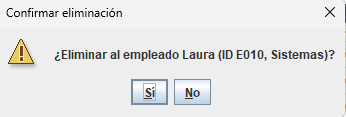 Confirmar eliminación
¿Eliminar al empleado Laura (ID E010, Sistemas)?
Sí No